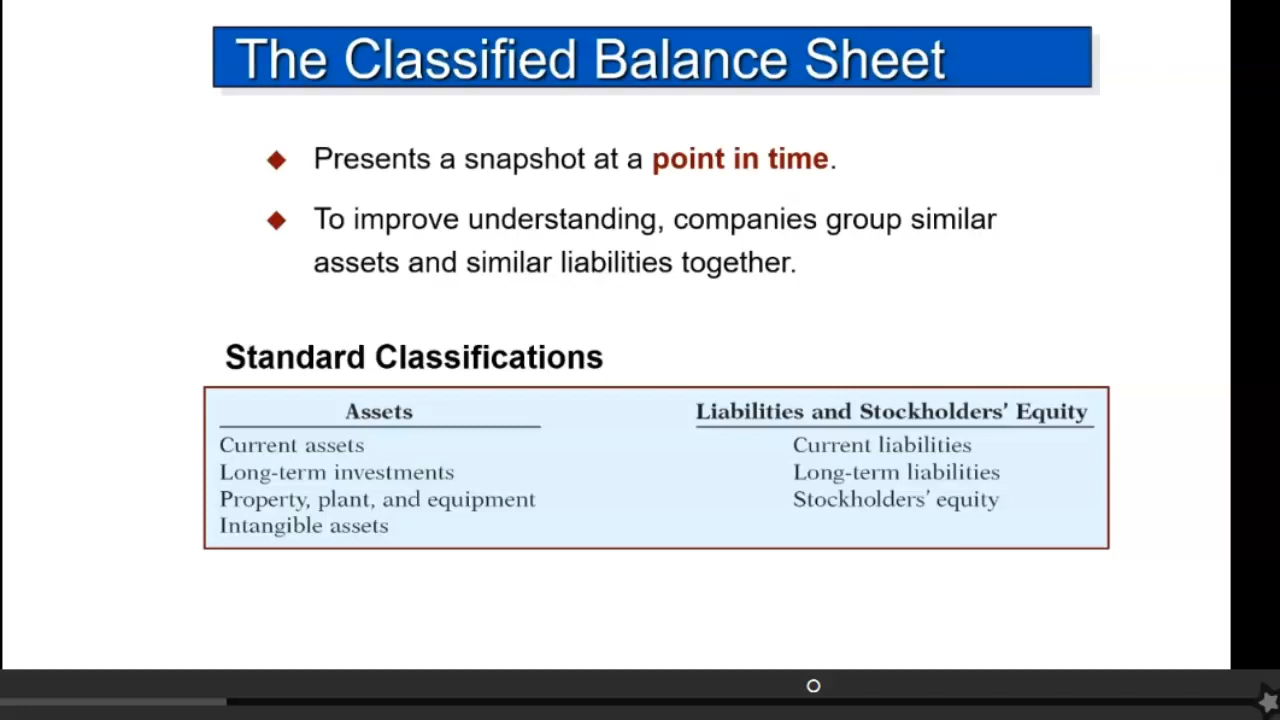 The Classified Balance Sheet
Presents a snapshot at a point in time.
To improve understanding, companies group similar
assets and similar liabilities together.
Standard Classifications
Assets
Liabilities and Stockholders' Equity
Current assets
Current liabilities
Long-term investments
Long-term liabilities
Property, plant, and equipment
Stockholders' equity
Intangible assets